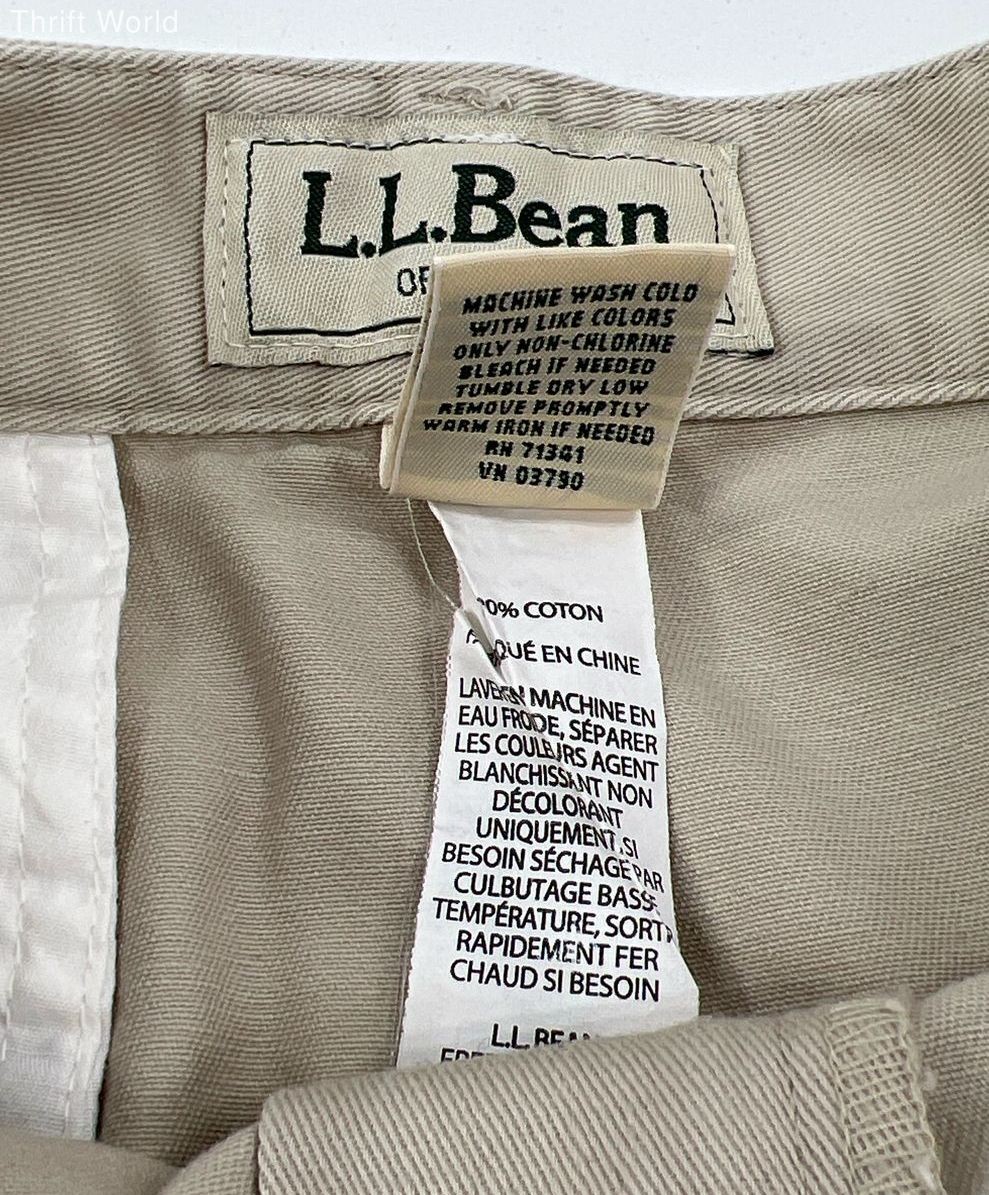 Thrift World
L.L.Bean
MACHINE WASH COLD
WITH LIKE COLORS
ONLY NON-CHLORINE
BLEACH IF NEEDED
TUMBLE DRY LOW
REMOVE PROMPTLY
WARM IRON IF NEEDED
RN 71341
VN 03790
COTON
EN CHINE
MACHINE EN
EAU FROIDE, SÉPARER
LES COULEURS AGENT
BLANCHISSANT NON
DÉCOLORANT
UNIQUEMENT, SI
BESOIN SÉCHAGE PAR
CULBUTAGE BASSE
TEMPÉRATURE,
RAPIDEMENT FER
CHAUD SI BESOIN
L.L.